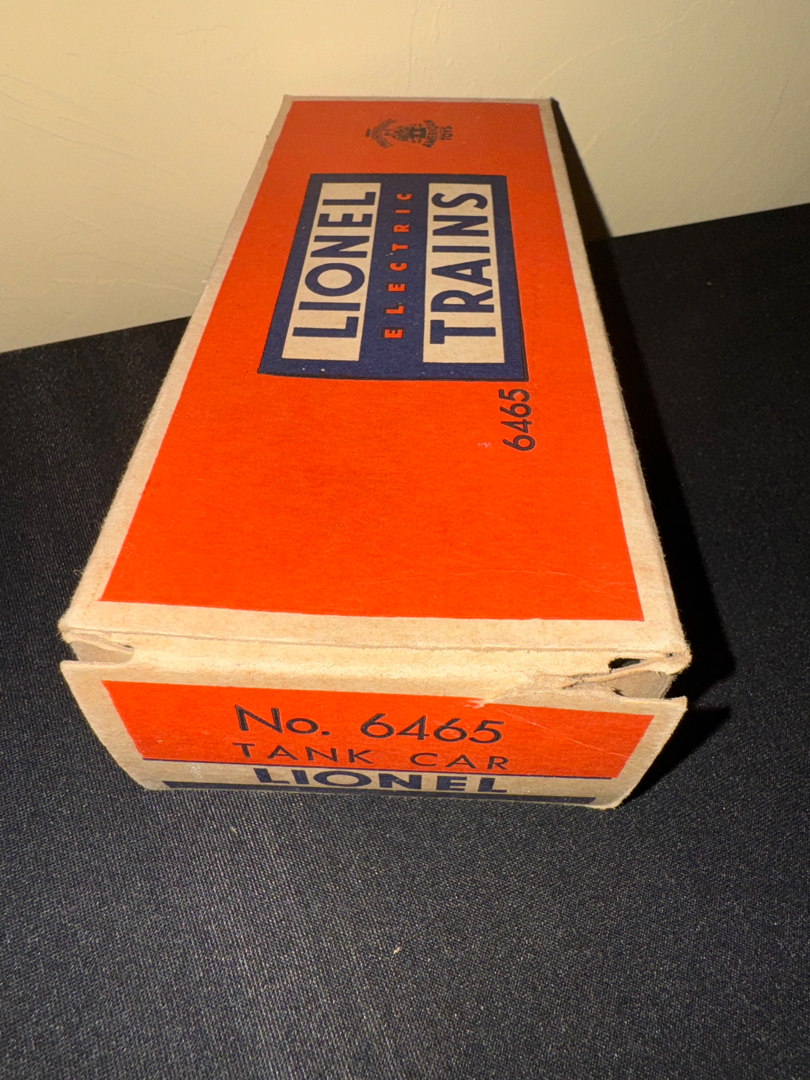 LIONEL
ELECTRIC
TRAINS
6465
No. 6465
TANK CAR
LIONEL